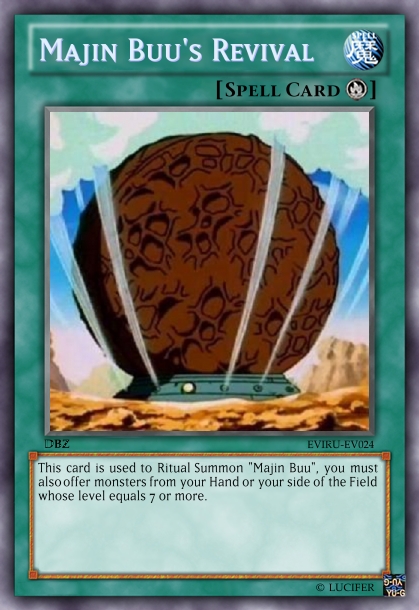 MAJIN BUU'S REVIVAL
VIRU
魔
[SPELL CARD]
DBZ
EVIRU-EV024
This card is used to Ritual Summon "Majin Buu", you must
also offer monsters from your Hand or your side of the Field
whose level equals 7 or more.
© LUCIFER
YU-G